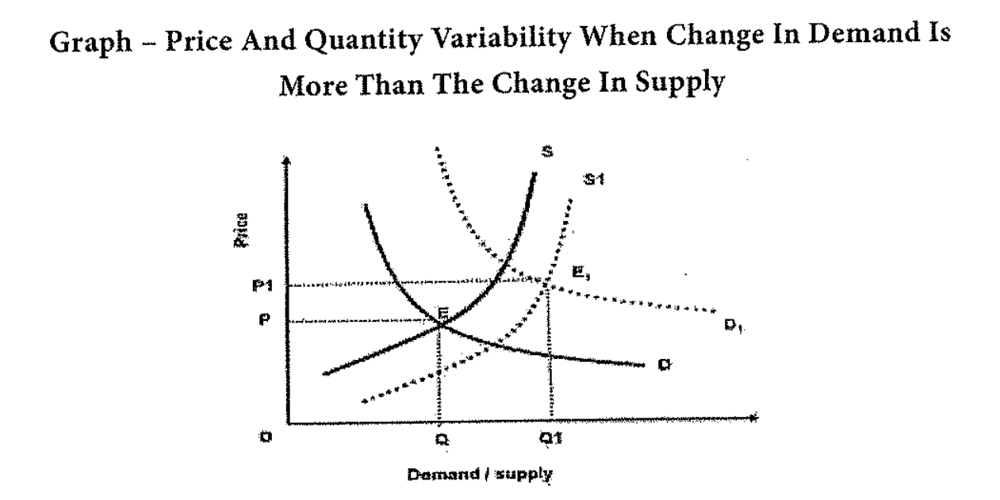 Graph – Price And Quantity Variability When Change In Demand Is
More Than The Change In Supply
S
S1
Price
P1
E₁
P
E
D₁
D
O
Q
Q1
Demand / supply